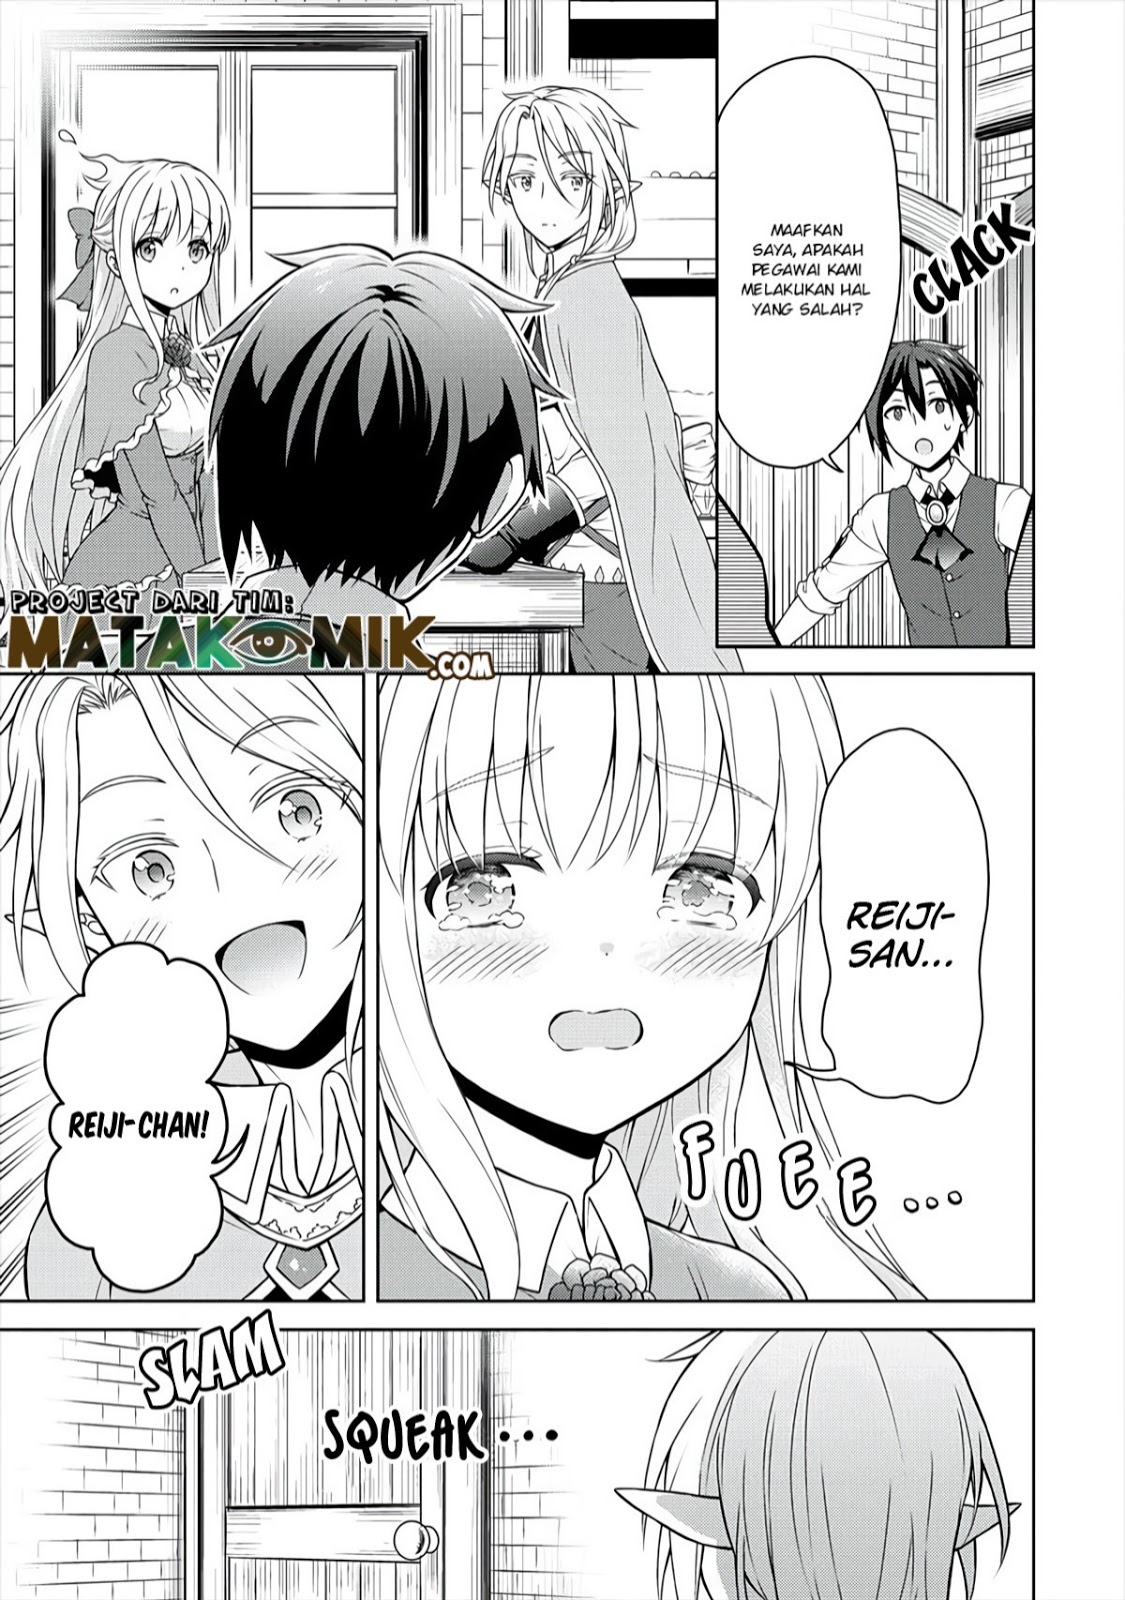 MAAFKAN
SAYA, APAKAH
PEGAWAI KAMI
MELAKUKAN HAL
YANG SALAH?
CLACK
PROJECT DARI TIM:
MATAKOMIK
.COM
REIJI-
SAN...
FUEE...
REIJI-CHAN!
SLAM
SQUEAK...